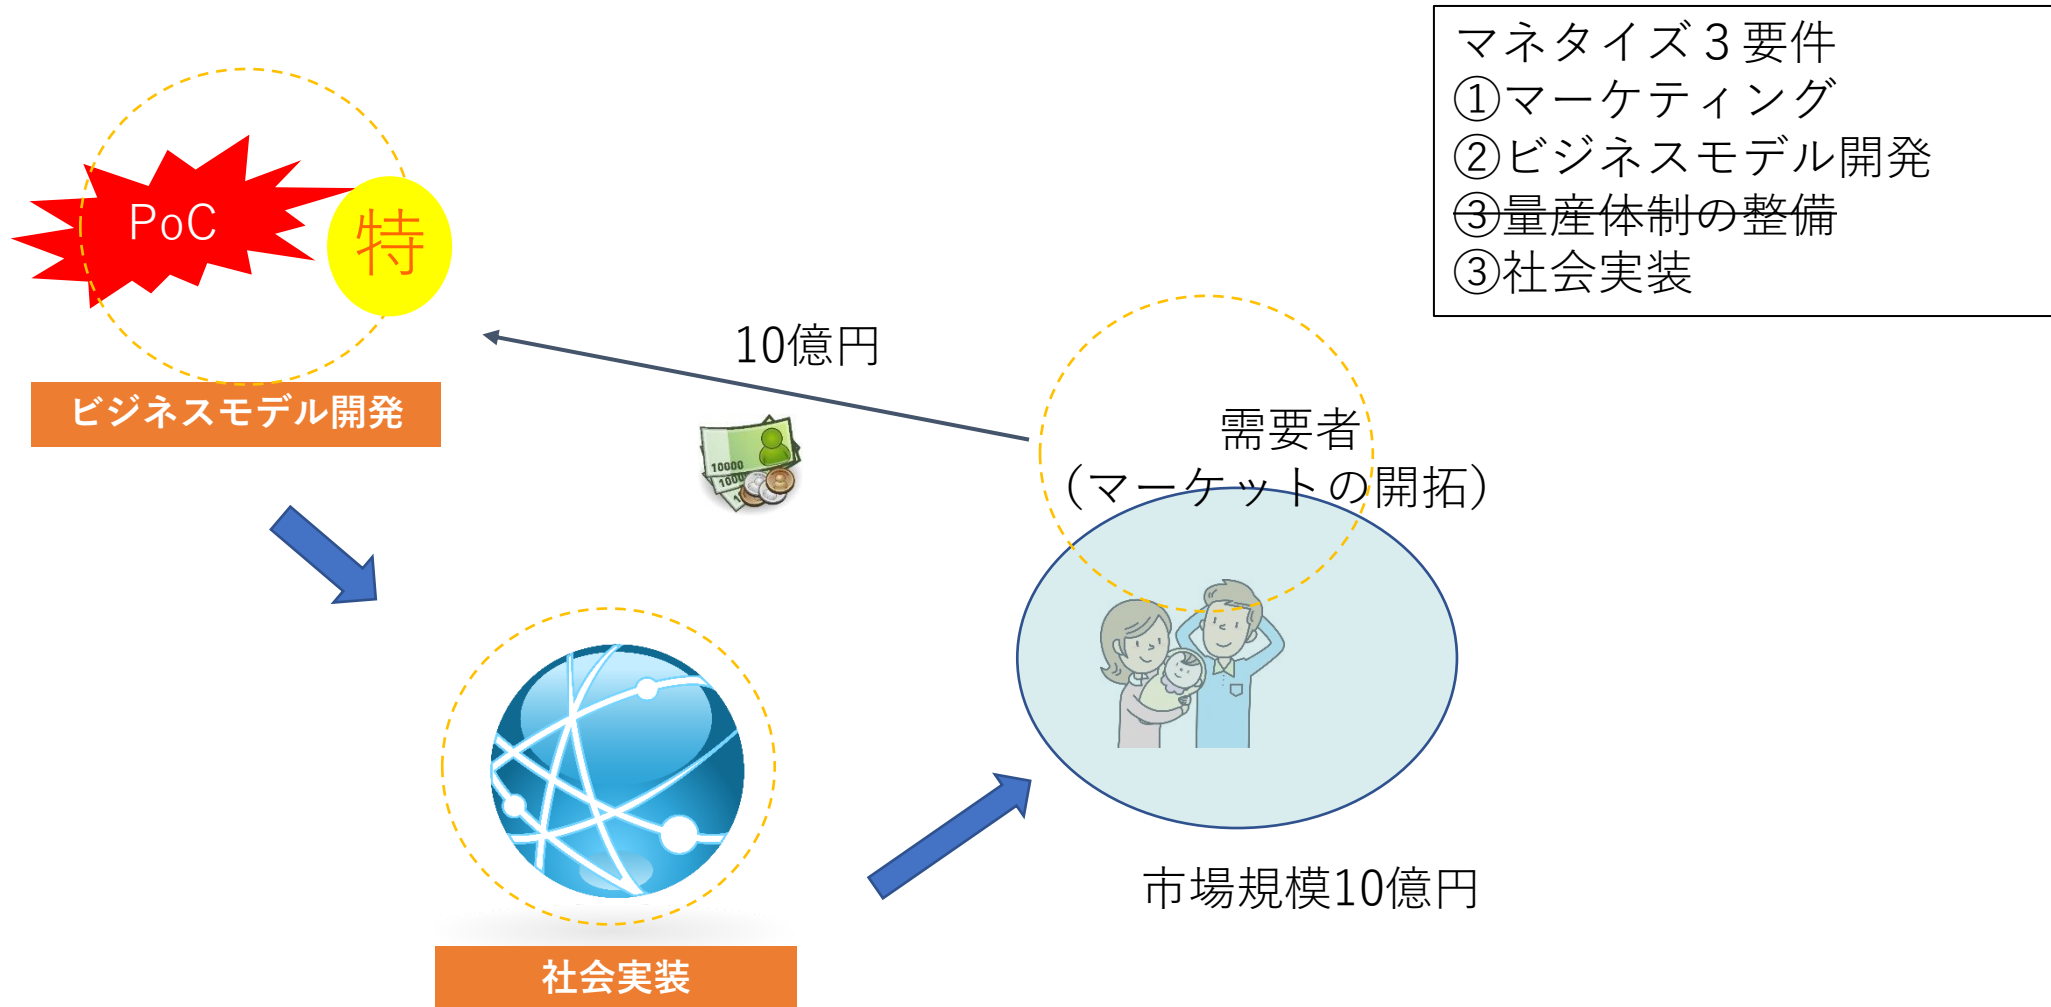 マネタイズ３要件
①マーケティング
②ビジネスモデル開発
③量産体制の整備
③社会実装
PoC
特
ビジネスモデル開発
10億円
10000
1000
1
需要者
（マーケットの開拓）
市場規模10億円
社会実装